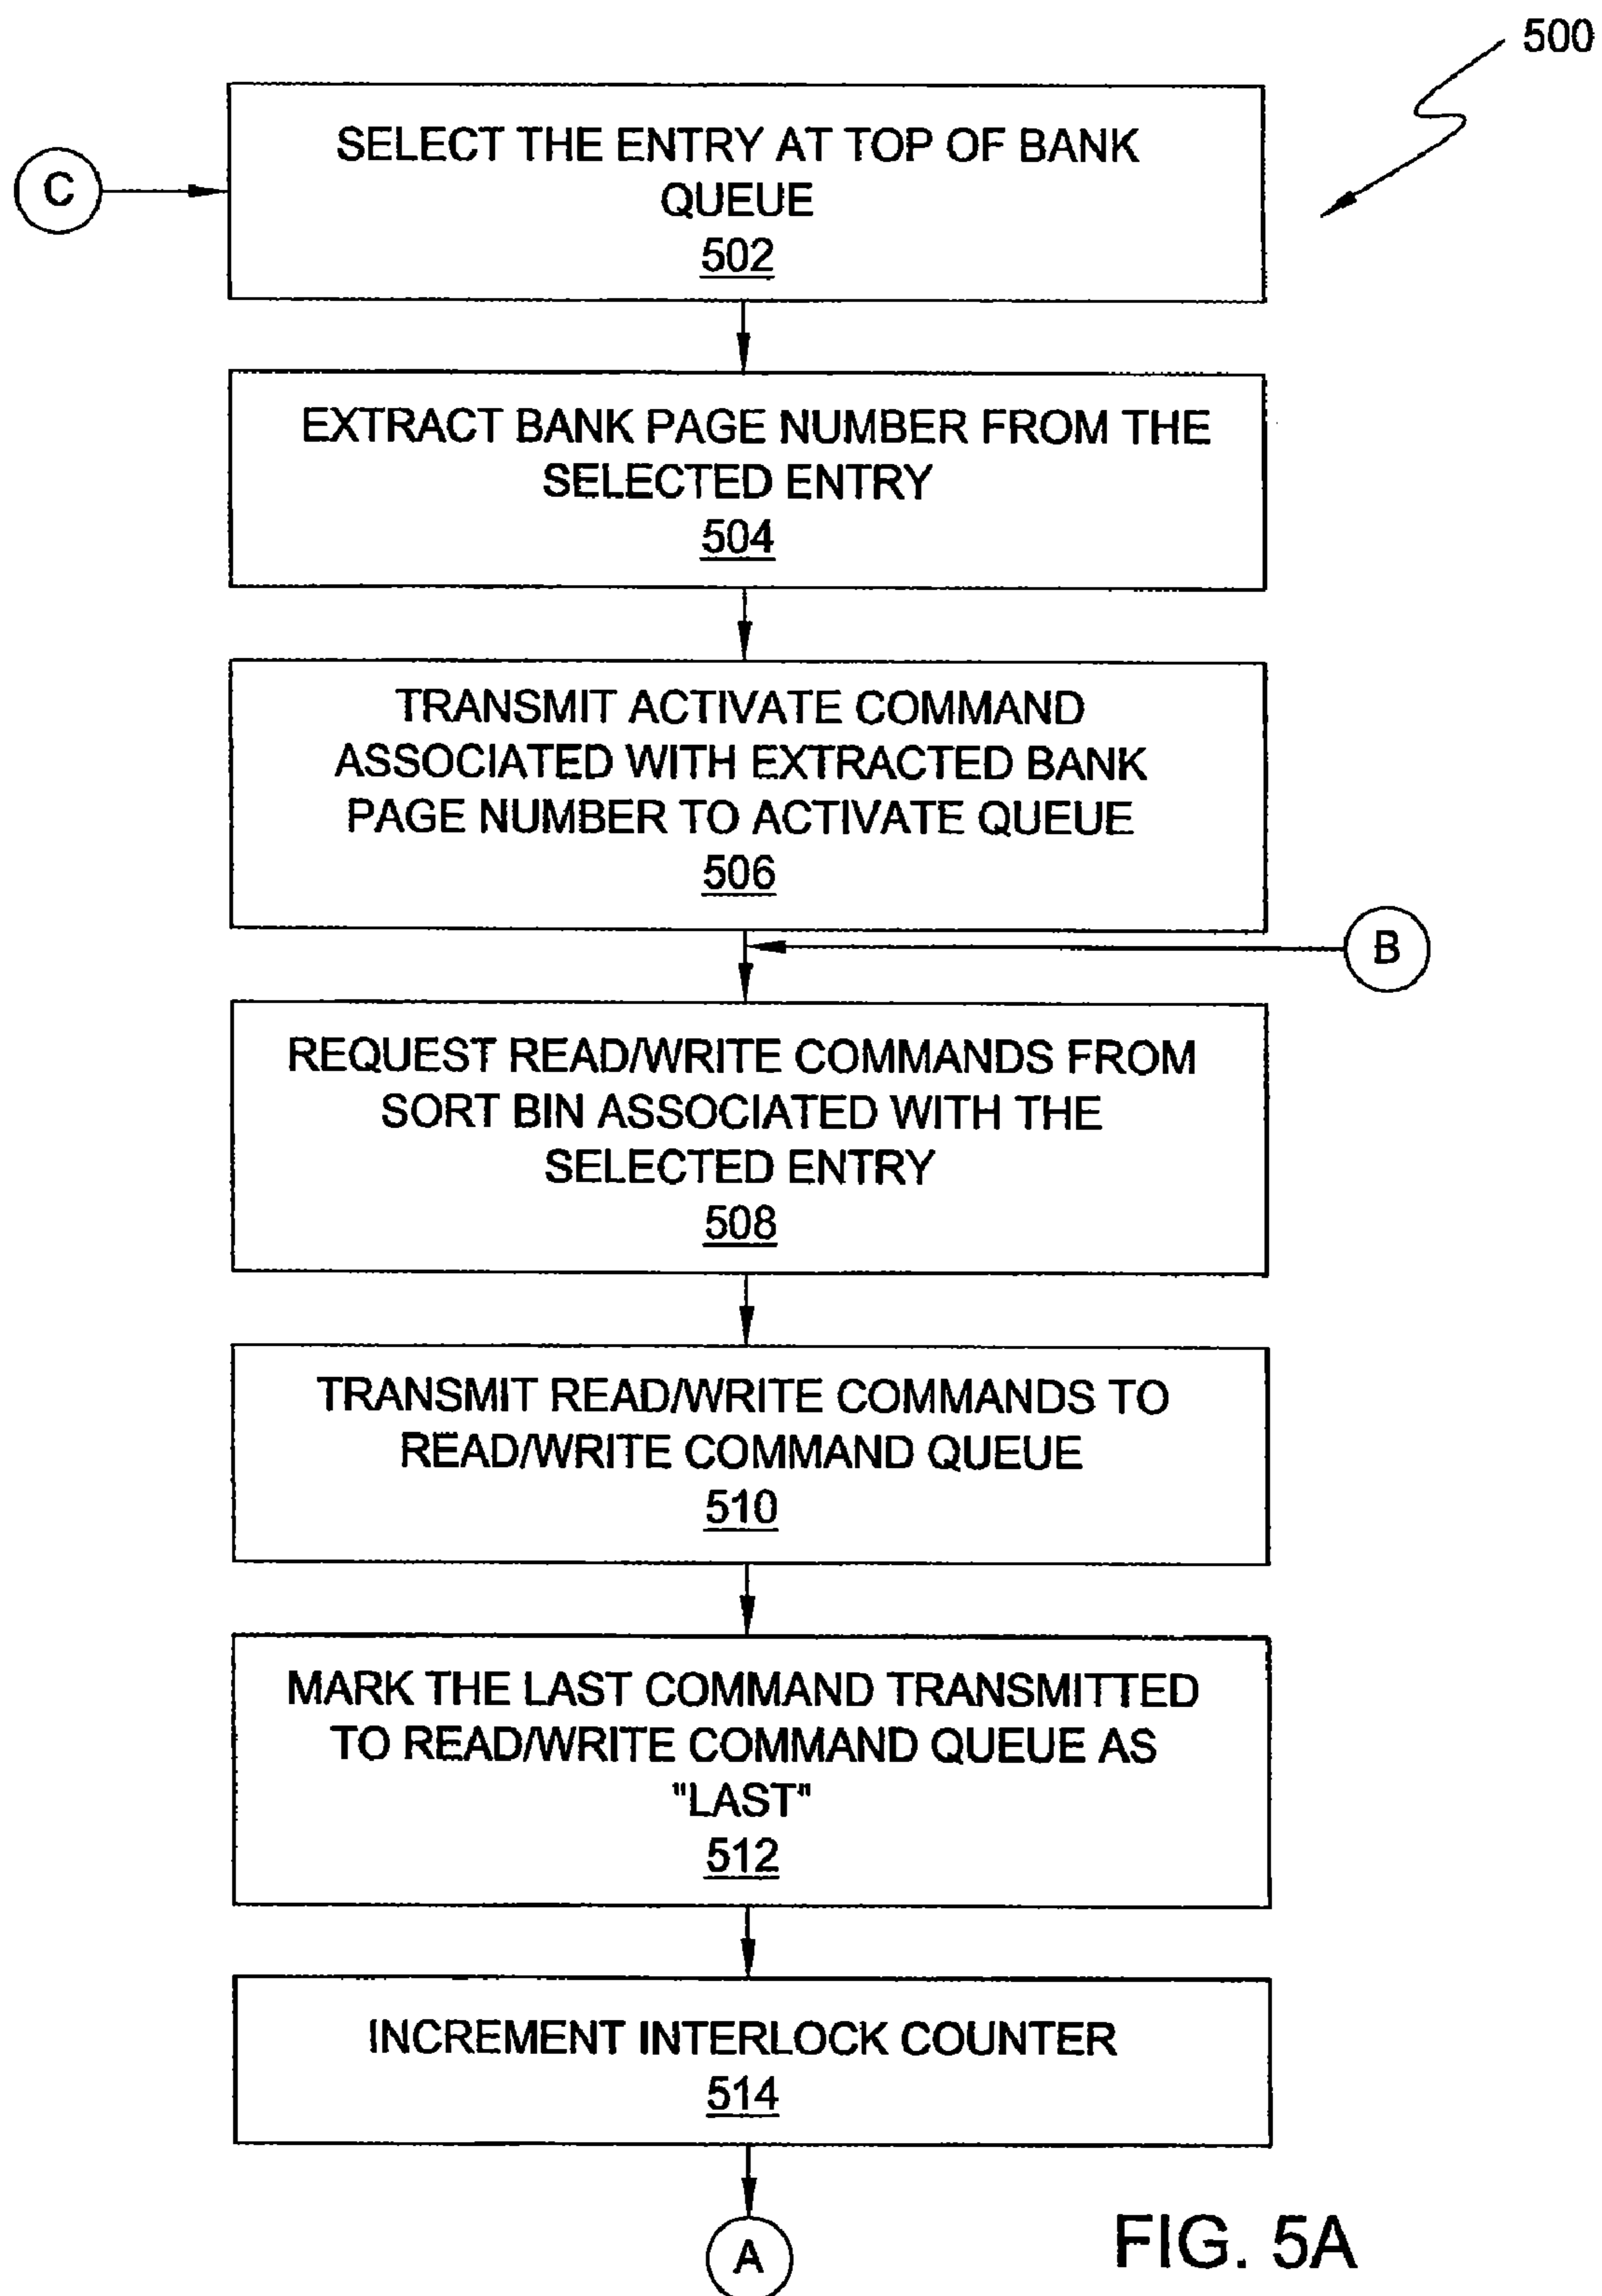 500
SELECT THE ENTRY AT TOP OF BANK
QUEUE
502
C
EXTRACT BANK PAGE NUMBER FROM THE
SELECTED ENTRY
504
TRANSMIT ACTIVATE COMMAND
ASSOCIATED WITH EXTRACTED BANK
PAGE NUMBER TO ACTIVATE QUEUE
506
B
REQUEST READ/WRITE COMMANDS FROM
SORT BIN ASSOCIATED WITH THE
SELECTED ENTRY
508
TRANSMIT READ/WRITE COMMANDS TO
READ/WRITE COMMAND QUEUE
510
MARK THE LAST COMMAND TRANSMITTED
TO READ/WRITE COMMAND QUEUE AS
"LAST"
512
INCREMENT INTERLOCK COUNTER
514
A
FIG. 5A